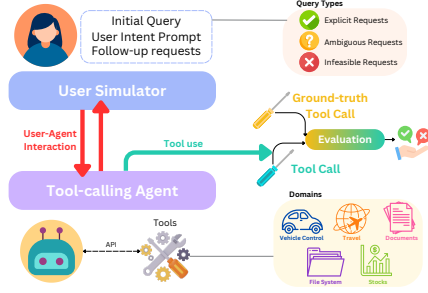 Query Types
Initial Query
User Intent Prompt
Follow-up requests
Explicit Requests
Ambiguous Requests
Infeasible Requests
User Simulator
User-Agent
Interaction
Tool use
Ground-truth
Tool Call
Evaluation
Tool Call
Tool-calling Agent
Domains
Tools
API
Vehicle Control
Travel
Documents
File System
Stocks